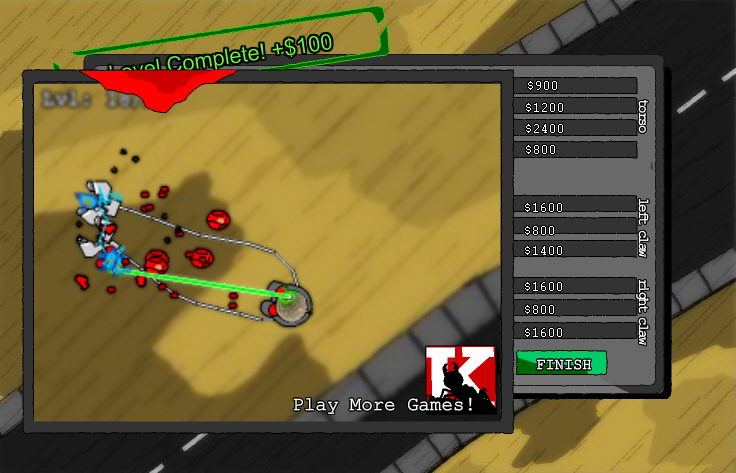 Level Complete! +$100
Lvl:
$900
$1200
$2400
$800
torso
$1600
$800
$1400
left claw
$1600
$800
$1600
right claw
FINISH
K
Play More Games!